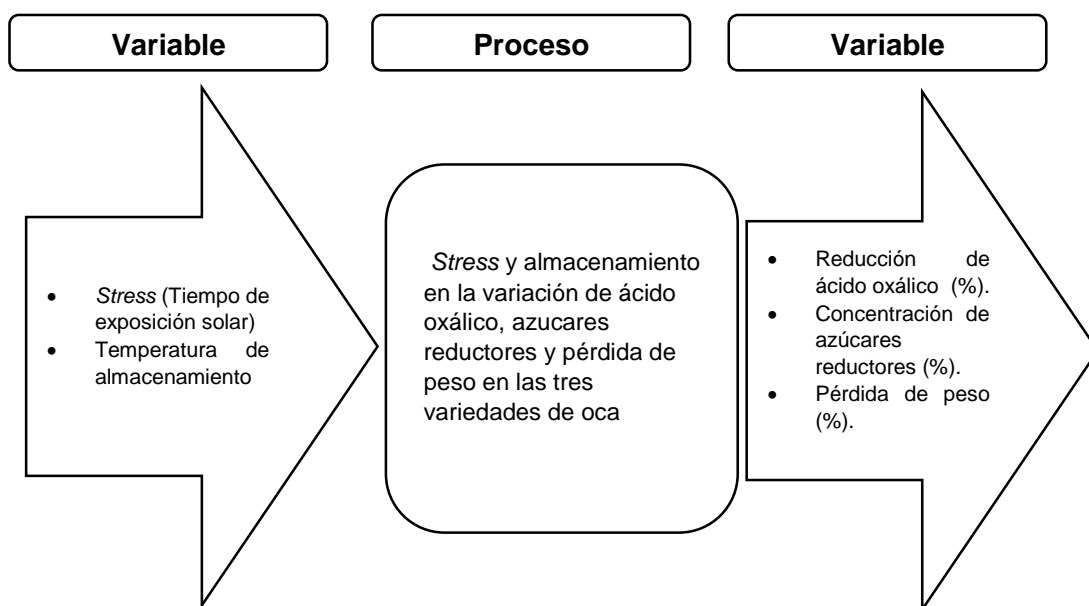 Variable
Proceso
Variable
• Stress (Tiempo de
exposición solar)
• Temperatura de
almacenamiento
Stress y almacenamiento
en la variación de ácido
oxálico, azucares
reductores y pérdida de
peso en las tres
variedades de oca
• Reducción de
ácido oxálico (%).
• Concentración de
azúcares
reductores (%).
• Pérdida de peso
(%).